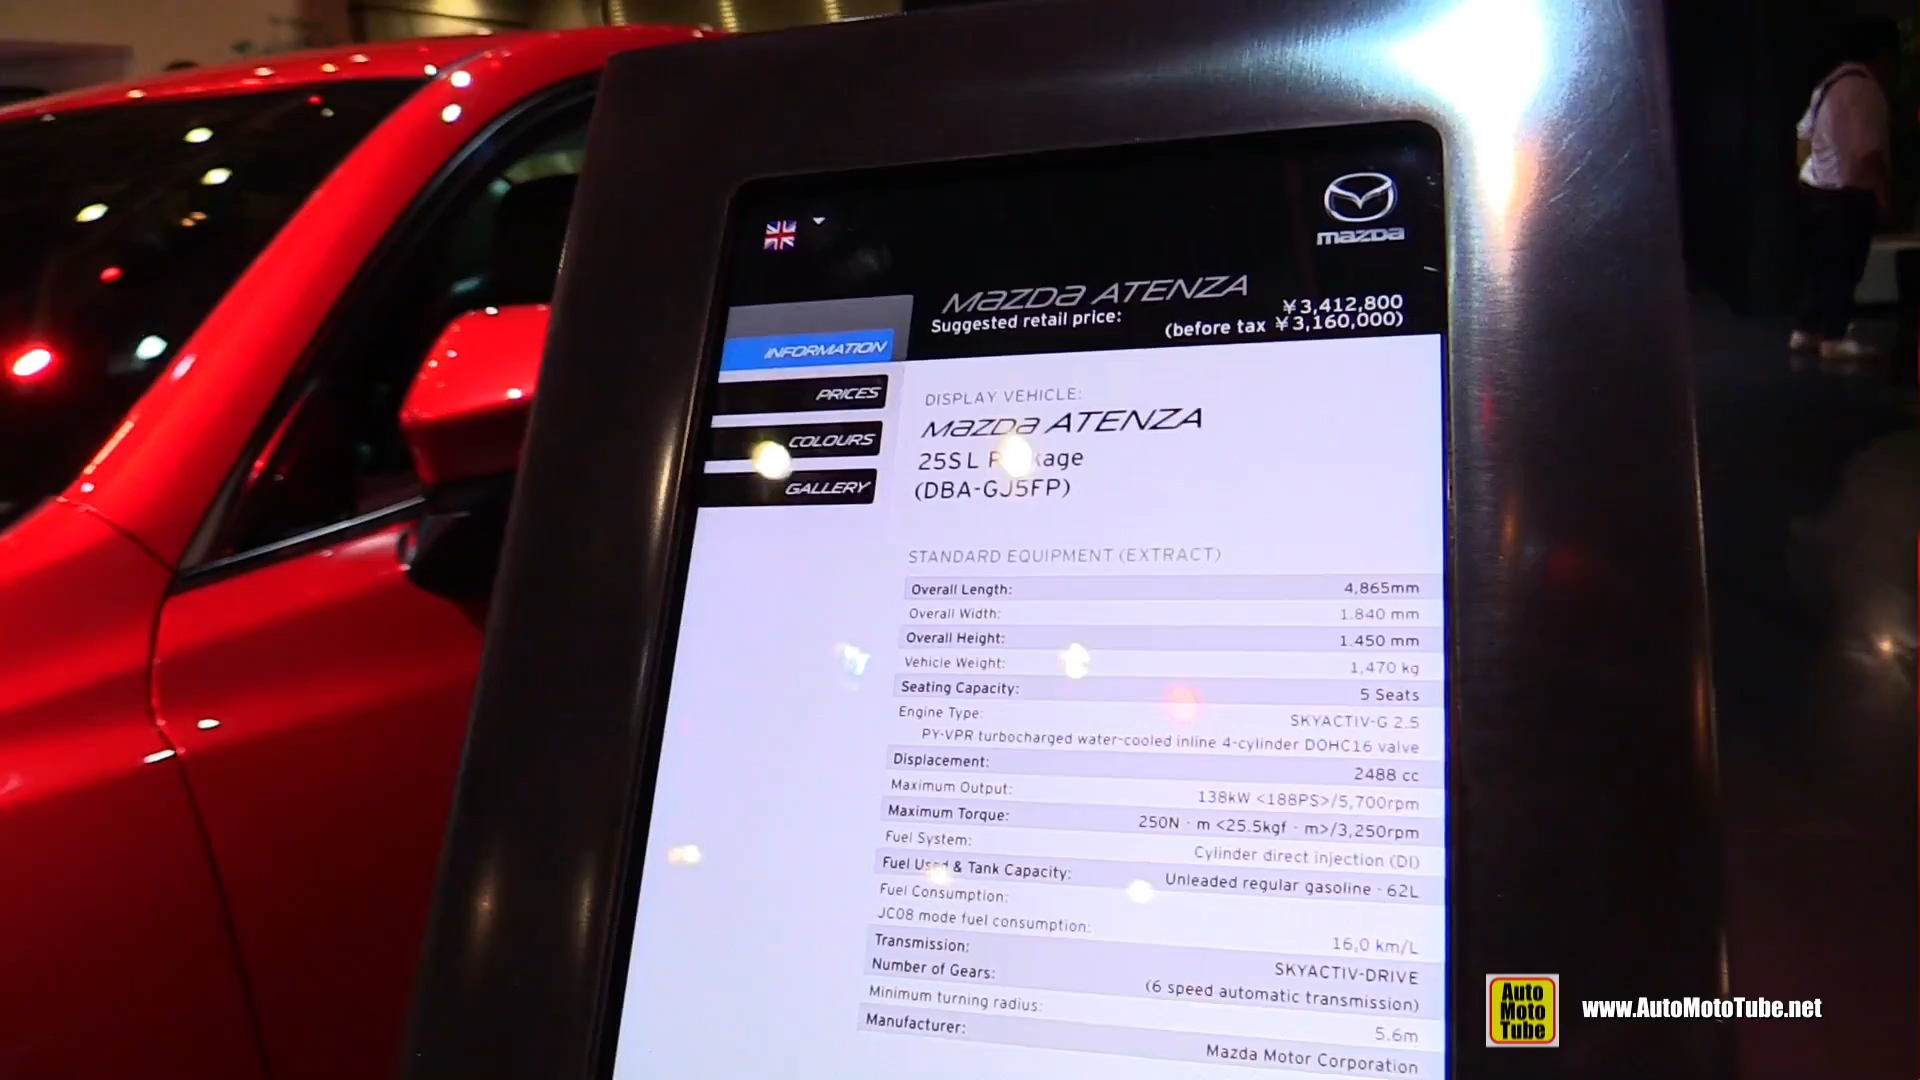 mazda
Mazda ATENZA
Suggested retail price: ¥3,412,800
(before tax ¥3,160,000)
INFORMATION
PRICES
COLOURS
GALLERY
DISPLAY VEHICLE:
Mazda ATENZA
25S L
(DBA-GJ5FP)
STANDARD EQUIPMENT (EXTRACT)
Overall Length: 4,865mm
Overall Width: 1.840 mm
Overall Height: 1.450 mm
Vehicle Weight: 1,470 kg
Seating Capacity: 5 Seats
Engine Type: SKYACTIV-G 2.5
PY-VPR turbocharged water-cooled inline 4-cylinder DOHC16 valve
Displacement: 2488 cc
Maximum Output: 138kW <188PS>/5,700rpm
Maximum Torque: 250N · m <25.5kgf · m>/3,250rpm
Fuel System: Cylinder direct injection (DI)
Fuel Used & Tank Capacity: Unleaded regular gasoline - 62L
Fuel Consumption:
JC08 mode fuel consumption: 16,0 km/L
Transmission: SKYACTIV-DRIVE
Number of Gears: (6 speed automatic transmission)
Minimum turning radius: 5.6m
Manufacturer: Mazda Motor Corporation
Auto
Moto
Tube
www.AutoMotoTube.net